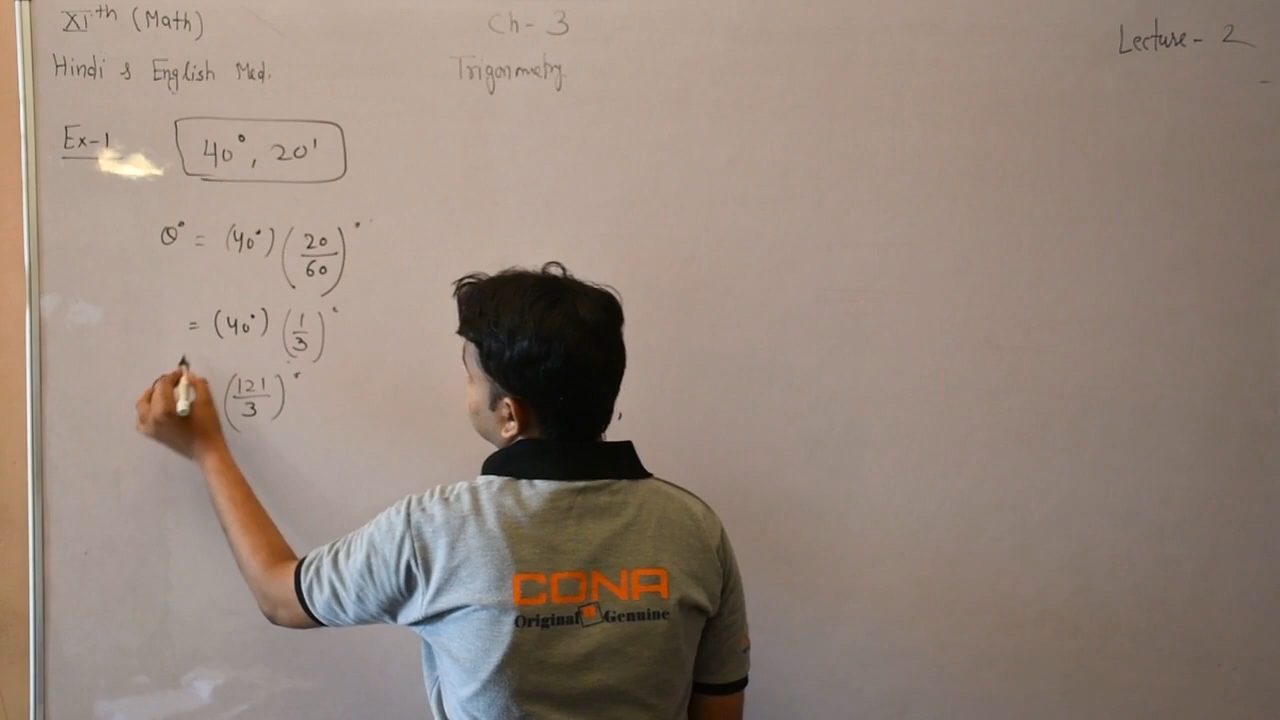 XIth (Math)
Ch - 3
Lecture - 2
Hindi & English Med.
Trigonmetry.
Ex-1
40°, 20'
θ° = (40°) (20/60)°
= (40°) (1/3)°
(121/3)°
CONA
Original Genuine